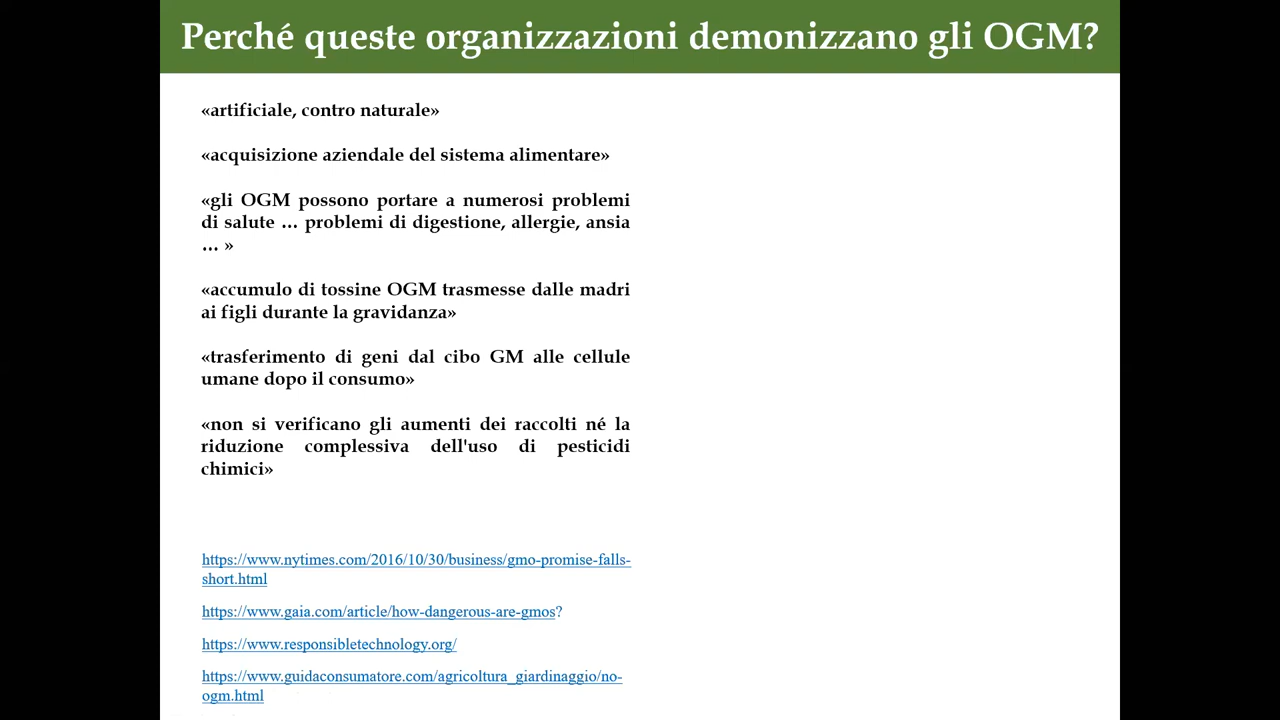 Perché queste organizzazioni demonizzano gli OGM?
«artificiale, contro naturale»
«acquisizione aziendale del sistema alimentare»
«gli OGM possono portare a numerosi problemi
di salute … problemi di digestione, allergie, ansia
… »
«accumulo di tossine OGM trasmesse dalle madri
ai figli durante la gravidanza»
«trasferimento di geni dal cibo GM alle cellule
umane dopo il consumo»
«non si verificano gli aumenti dei raccolti né la
riduzione complessiva dell'uso di pesticidi
chimici»
https://www.nytimes.com/2016/10/30/business/gmo-promise-falls-
short.html
https://www.gaia.com/article/how-dangerous-are-gmos?
https://www.responsibletechnology.org/
https://www.guidaconsumatore.com/agricoltura_giardinaggio/no-
ogm.html